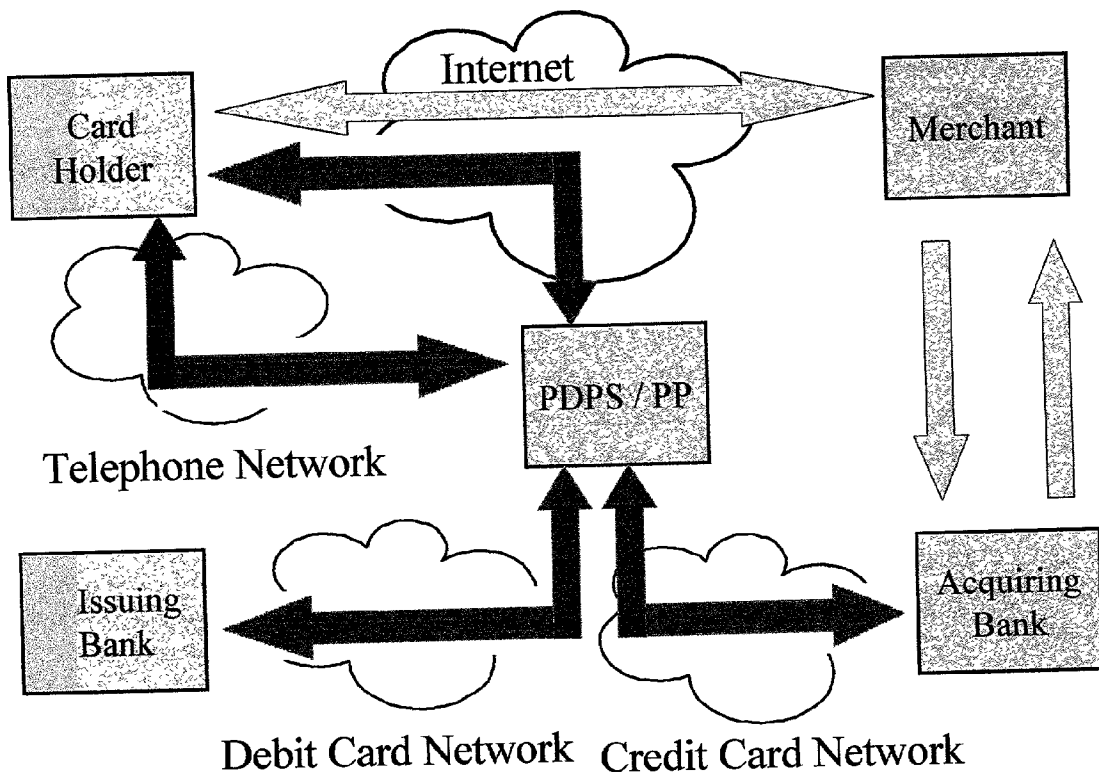 Internet
Card
Holder
Merchant
PDPS / PP
Telephone Network
Issuing
Bank
Acquiring
Bank
Debit Card Network
Credit Card Network